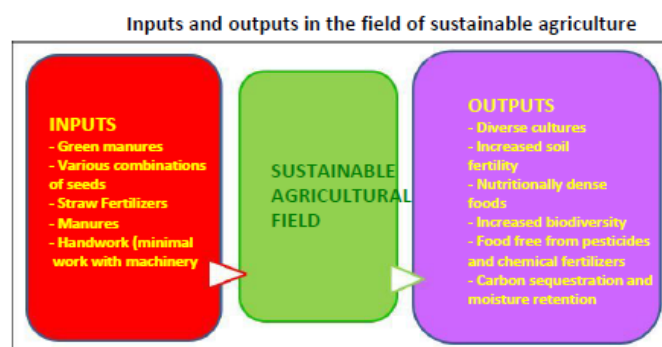 Inputs and outputs in the field of sustainable agriculture
INPUTS
- Green manures
- Various combinations
of seeds
- Straw Fertilizers
- Manures
- Handwork (minimal
work with machinery
SUSTAINABLE
AGRICULTURAL
FIELD
OUTPUTS
- Diverse cultures
- Increased soil
fertility
- Nutritionally dense
foods
- Increased biodiversity
- Food free from pesticides
and chemical fertilizers
- Carbon sequestration and
moisture retention